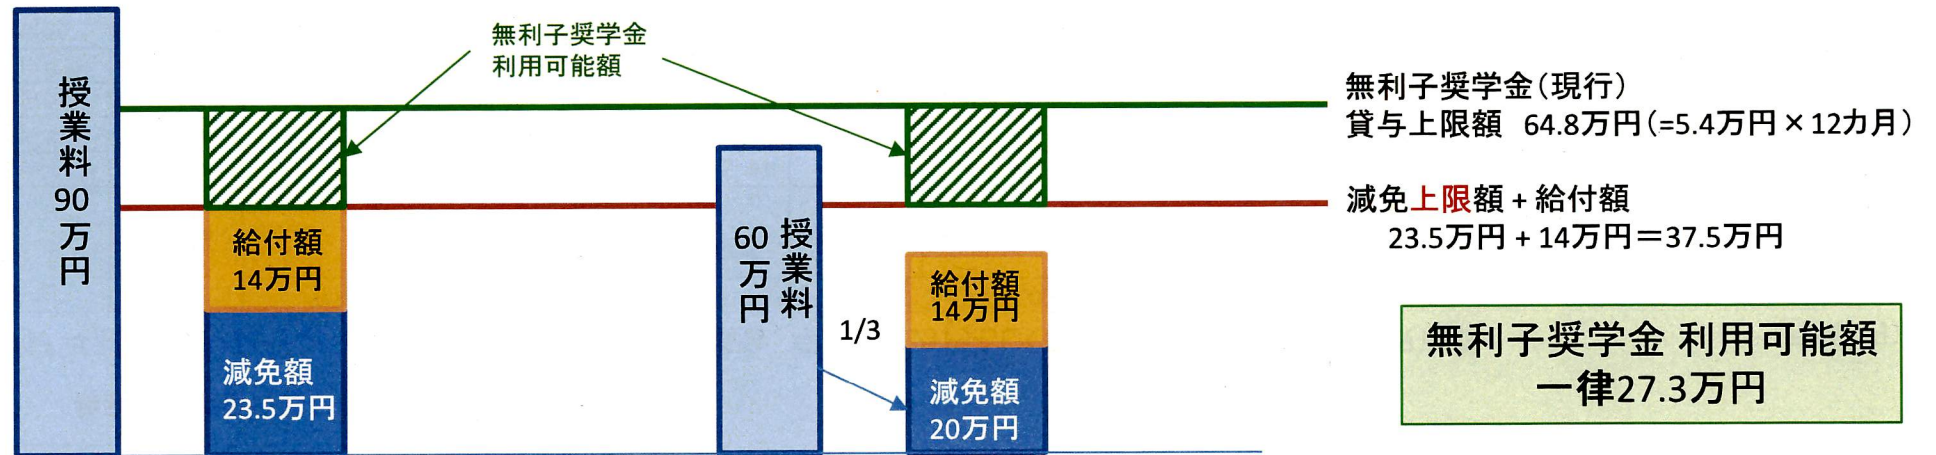 授業料90万円
無利子奨学金
利用可能額
給付額
14万円
減免額
23.5万円
授業料
60万円
1/3
給付額
14万円
減免額
20万円
無利子奨学金（現行）
貸与上限額 64.8万円（=5.4万円×12カ月）
減免上限額 + 給付額
23.5万円 + 14万円＝37.5万円
無利子奨学金 利用可能額
一律27.3万円